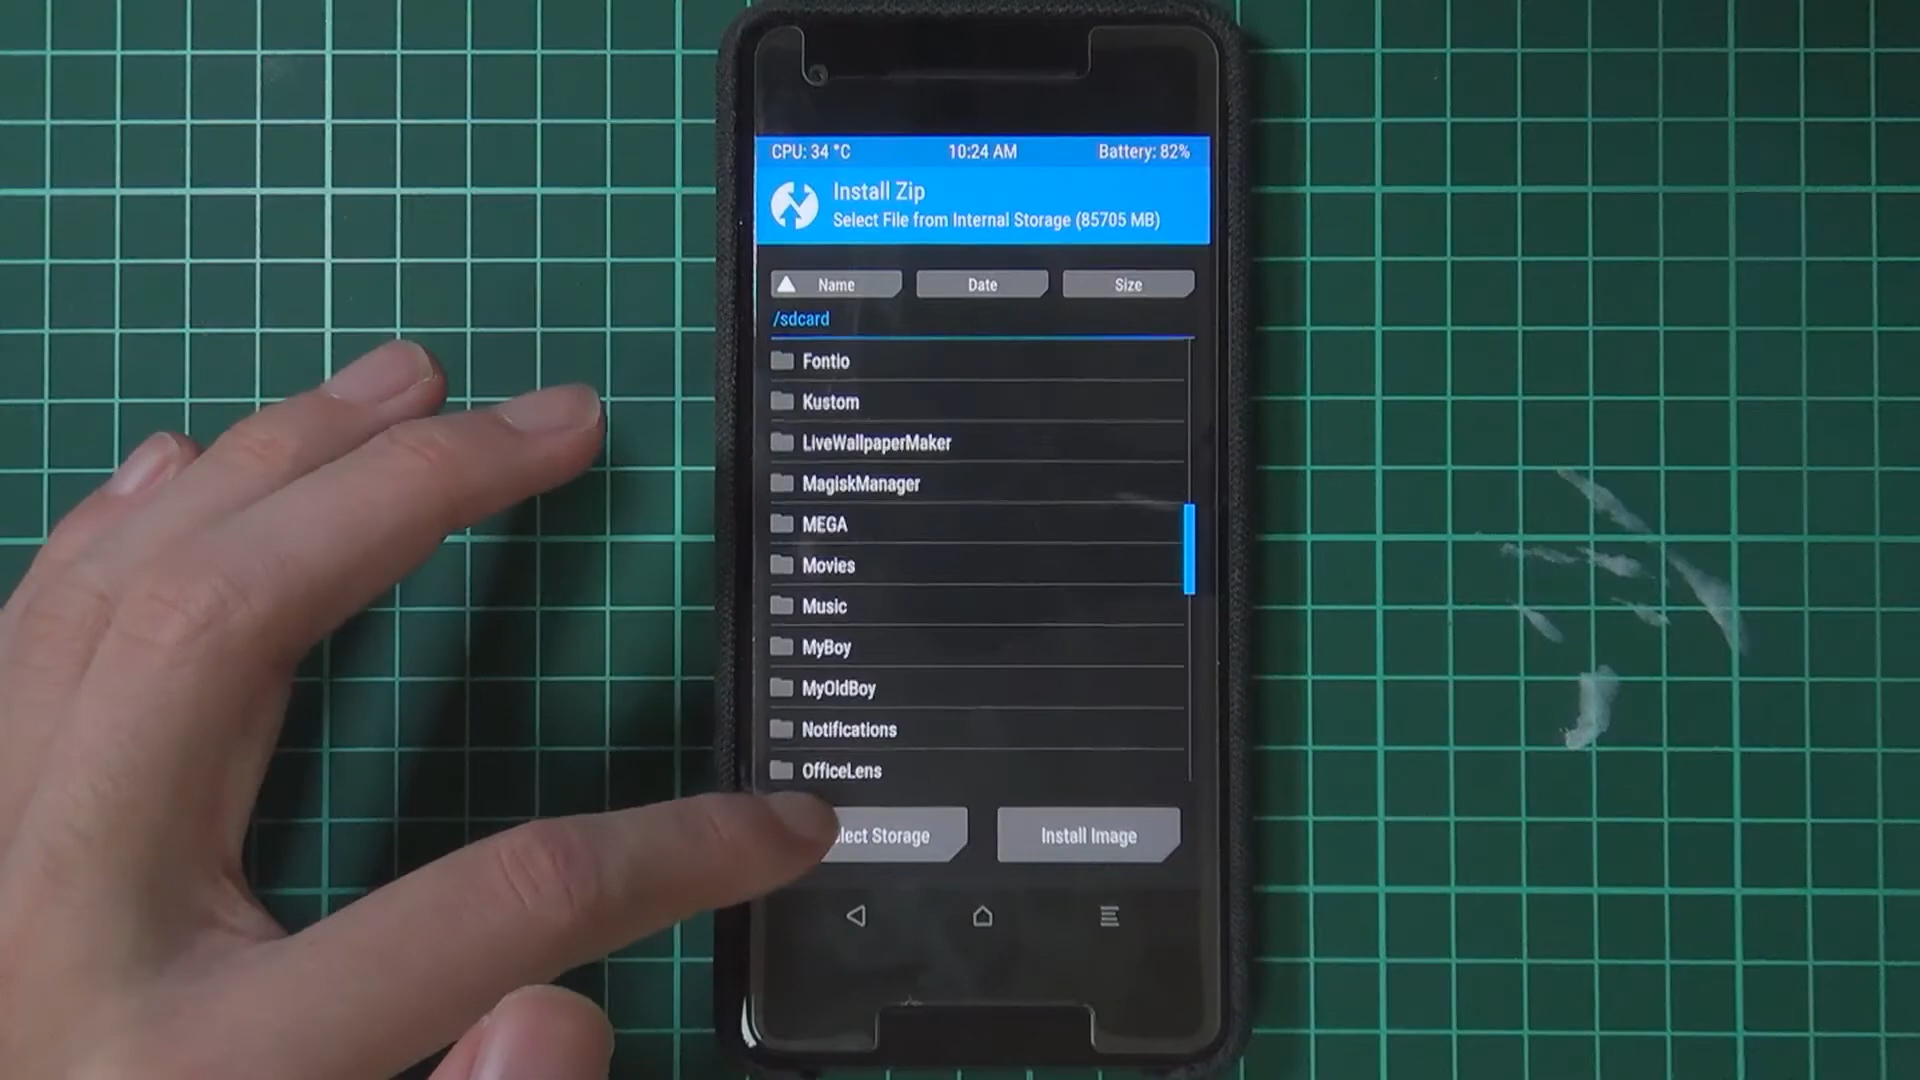 CPU: 34 °C 10:24 AM Battery: 82%
Install Zip
Select File from Internal Storage (85705 MB)
Name Date Size
/sdcard
Fontio
Kustom
LiveWallpaperMaker
MagiskManager
MEGA
Movies
Music
MyBoy
MyOldBoy
Notifications
OfficeLens
lect Storage Install Image